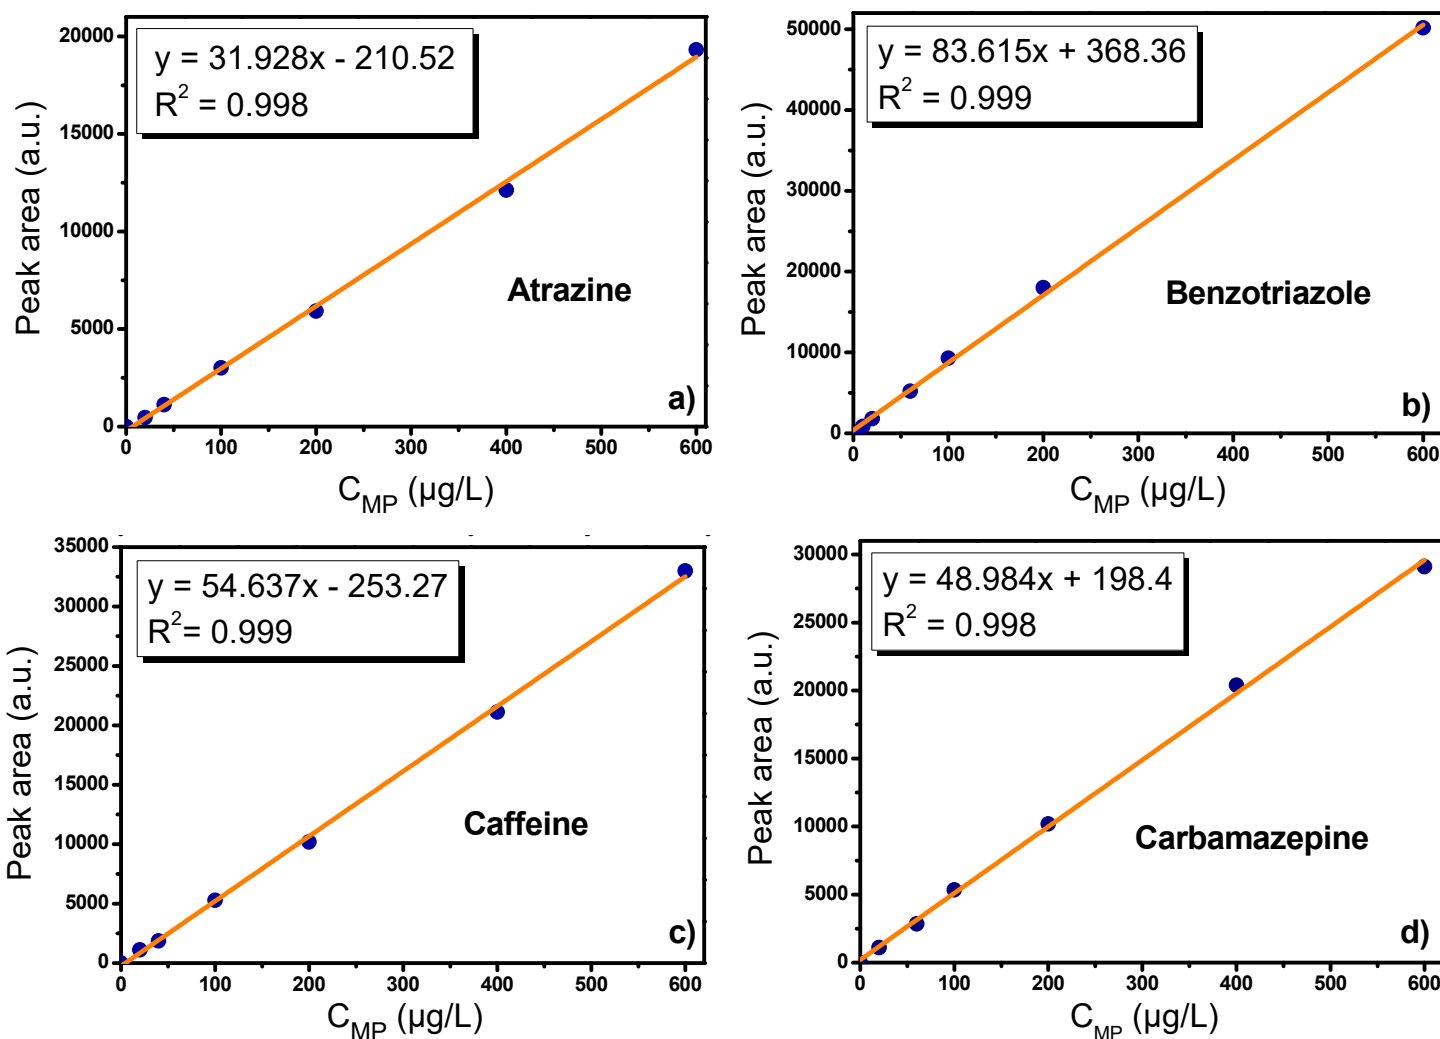 y = 31.928x - 210.52
R² = 0.998
Peak area (a.u.)
20000
15000
10000
5000
0
Atrazine
a)
0 100 200 300 400 500 600
C_MP (µg/L)
y = 83.615x + 368.36
R² = 0.999
Peak area (a.u.)
50000
40000
30000
20000
10000
0
Benzotriazole
b)
0 100 200 300 400 500 600
C_MP (µg/L)
y = 54.637x - 253.27
R²= 0.999
Peak area (a.u.)
35000
30000
25000
20000
15000
10000
5000
0
Caffeine
c)
0 100 200 300 400 500 600
C_MP (µg/L)
y = 48.984x + 198.4
R² = 0.998
Peak area (a.u.)
30000
25000
20000
15000
10000
5000
0
Carbamazepine
d)
0 100 200 300 400 500 600
C_MP (µg/L)